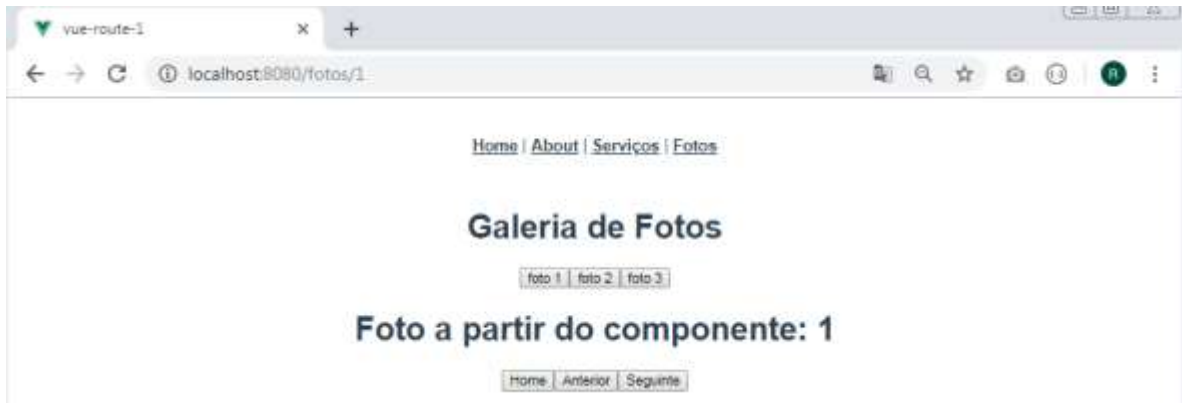 vue-route-1
localhost:8080/fotos/1
R
Home | About | Serviços | Fotos
Galeria de Fotos
foto 1 foto 2 foto 3
Foto a partir do componente: 1
Home Anterior Seguinte